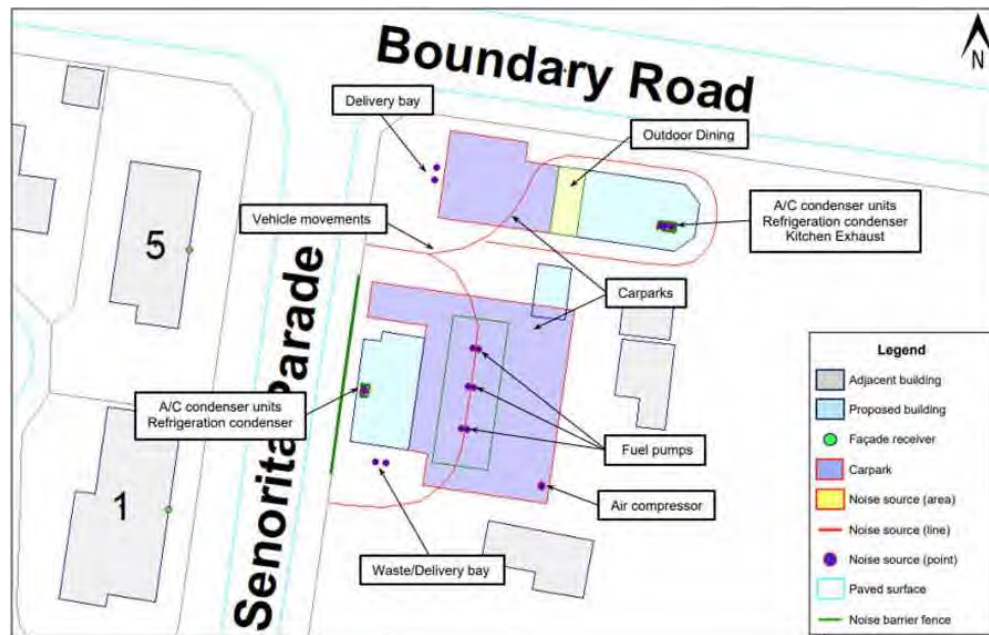 Boundary Road
N
Delivery bay
Outdoor Dining
A/C condenser units
Refrigeration condenser
Kitchen Exhaust
Vehicle movements
5
Carparks
Senorita Parade
A/C condenser units
Refrigeration condenser
Fuel pumps
1
Air compressor
Waste/Delivery bay
Legend
Adjacent building
Proposed building
Façade receiver
Carpark
Noise source (area)
Noise source (line)
Noise source (point)
Paved surface
Noise barrier fence